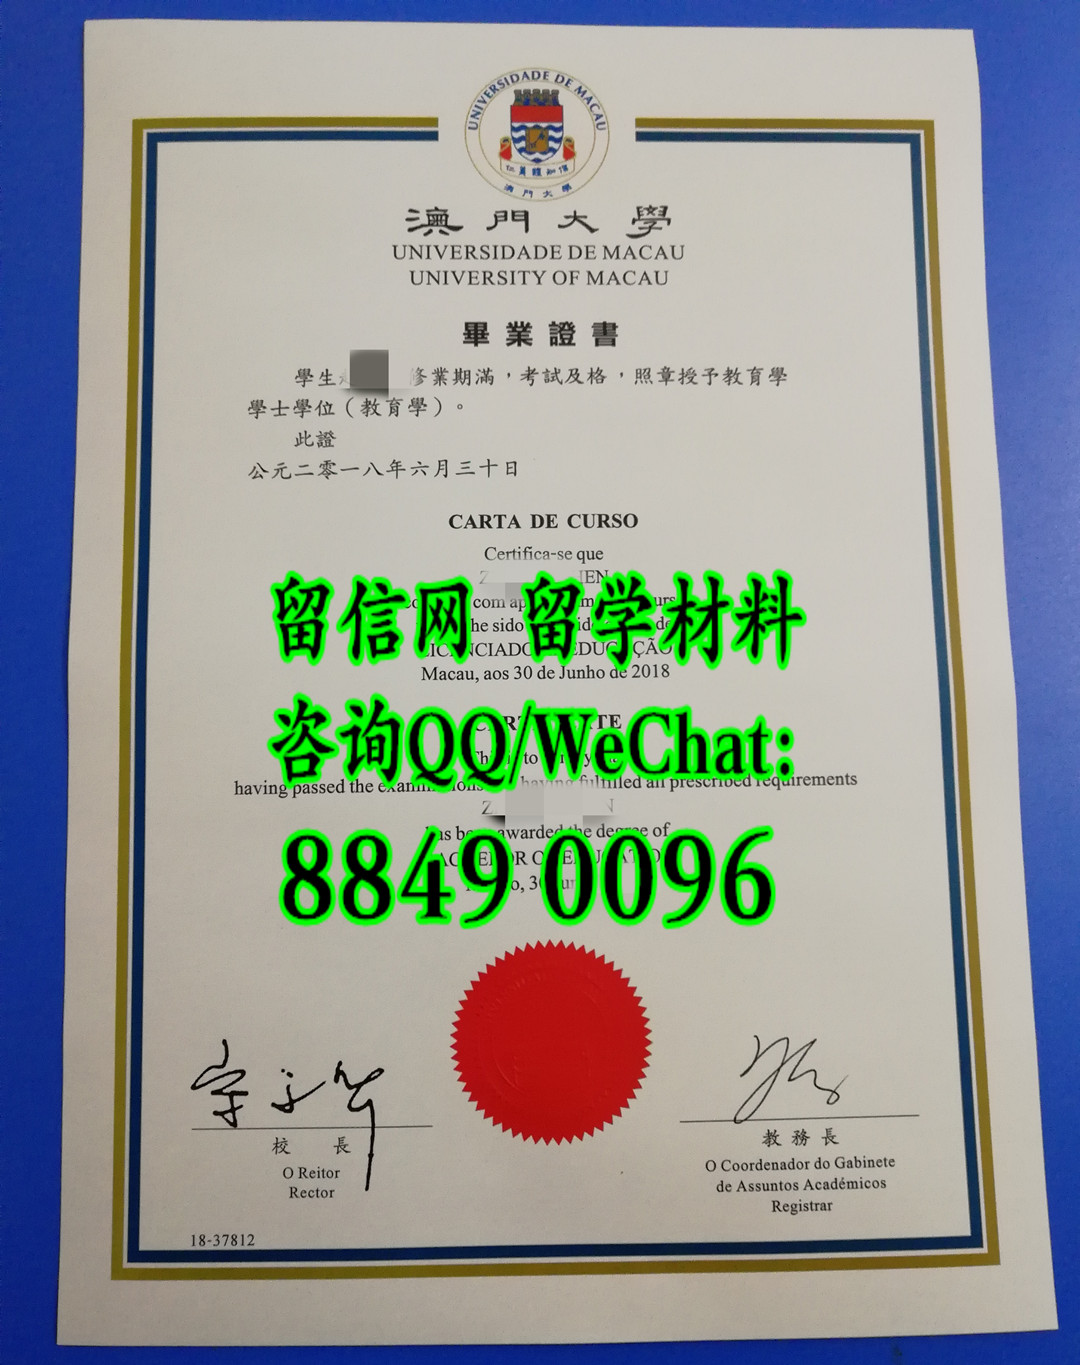 UNIVERSIDADE DE MACAU
澳門大學
澳門大學
UNIVERSIDADE DE MACAU
UNIVERSITY OF MACAU
畢業證書
學生 修業期滿，考試及格，照章授予教育學
學士學位（教育學）。
此證
公元二零一八年六月三十日
CARTA DE CURSO
Certifica-se que
留信网 留学材料
Macau, aos 30 de Junho de 2018
咨询QQ/WeChat:
having passed the having fulfilled all prescribed requirements
awarded the degree of
8849 0096
校長
O Reitor
Rector
教務長
O Coordenador do Gabinete
de Assuntos Académicos
Registrar
18-37812